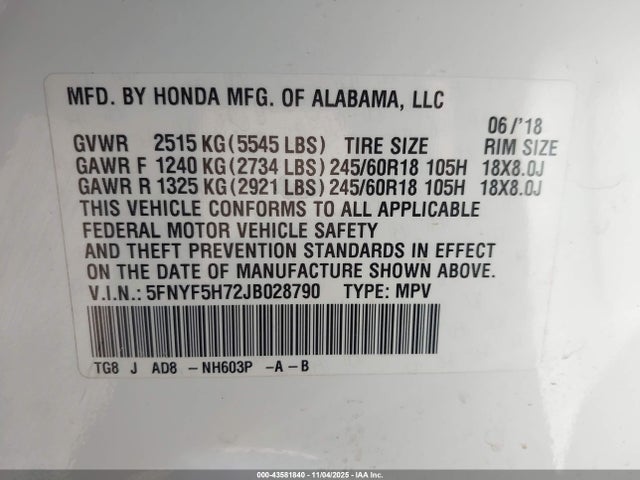 MFD. BY HONDA MFG. OF ALABAMA, LLC
06/'18
GVWR 2515 KG(5545 LBS) TIRE SIZE RIM SIZE
GAWR F 1240 KG(2734 LBS) 245/60R18 105H 18X8.0J
GAWR R 1325 KG(2921 LBS) 245/60R18 105H 18X8.0J
THIS VEHICLE CONFORMS TO ALL APPLICABLE
FEDERAL MOTOR VEHICLE SAFETY
AND THEFT PREVENTION STANDARDS IN EFFECT
ON THE DATE OF MANUFACTURE SHOWN ABOVE.
V.I.N.: 5FNYF5H72JB028790 TYPE: MPV
TG8 J AD8 -NH603P -A-B
000-43581840 - 11/04/2025 - IAA Inc.